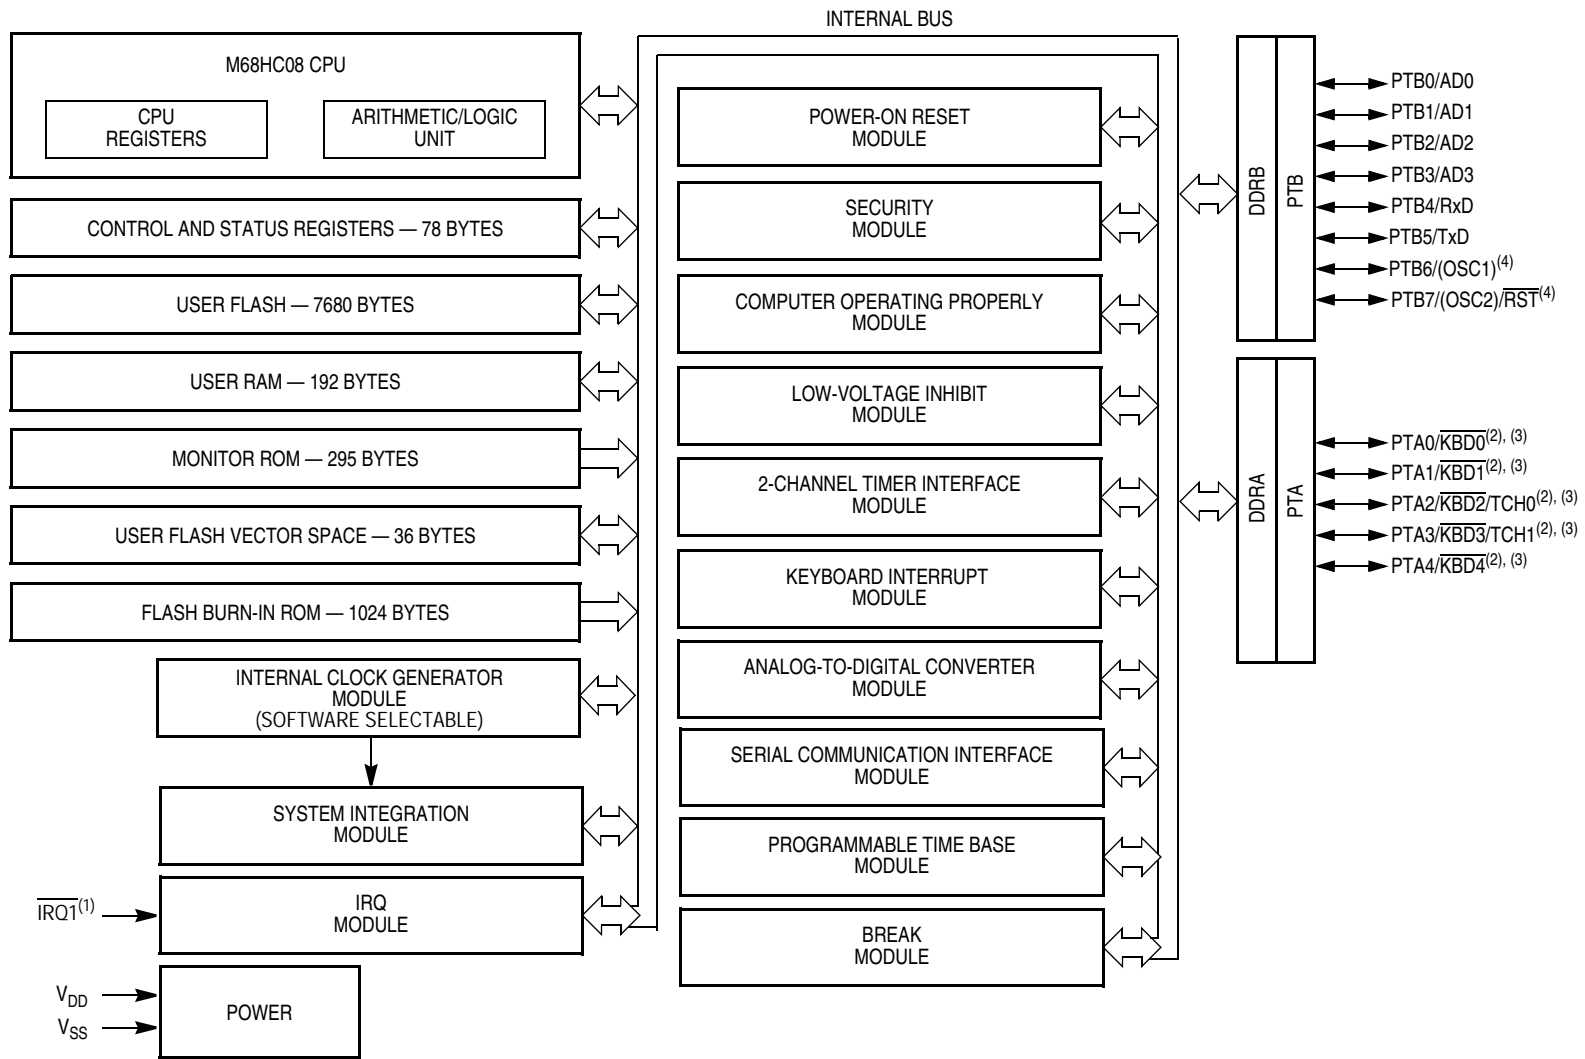 INTERNAL BUS
M68HC08 CPU
CPU
REGISTERS
ARITHMETIC/LOGIC
UNIT
CONTROL AND STATUS REGISTERS — 78 BYTES
USER FLASH — 7680 BYTES
USER RAM — 192 BYTES
MONITOR ROM — 295 BYTES
USER FLASH VECTOR SPACE — 36 BYTES
FLASH BURN-IN ROM — 1024 BYTES
INTERNAL CLOCK GENERATOR
MODULE
(SOFTWARE SELECTABLE)
SYSTEM INTEGRATION
MODULE
IRQ1(1)
IRQ
MODULE
VDD
VSS
POWER
POWER-ON RESET
MODULE
SECURITY
MODULE
COMPUTER OPERATING PROPERLY
MODULE
LOW-VOLTAGE INHIBIT
MODULE
2-CHANNEL TIMER INTERFACE
MODULE
KEYBOARD INTERRUPT
MODULE
ANALOG-TO-DIGITAL CONVERTER
MODULE
SERIAL COMMUNICATION INTERFACE
MODULE
PROGRAMMABLE TIME BASE
MODULE
BREAK
MODULE
DDRB
PTB
PTB0/AD0
PTB1/AD1
PTB2/AD2
PTB3/AD3
PTB4/RxD
PTB5/TxD
PTB6/(OSC1)(4)
PTB7/(OSC2)/RST(4)
DDRA
PTA
PTA0/KBD0(2), (3)
PTA1/KBD1(2), (3)
PTA2/KBD2/TCH0(2), (3)
PTA3/KBD3/TCH1(2), (3)
PTA4/KBD4(2), (3)